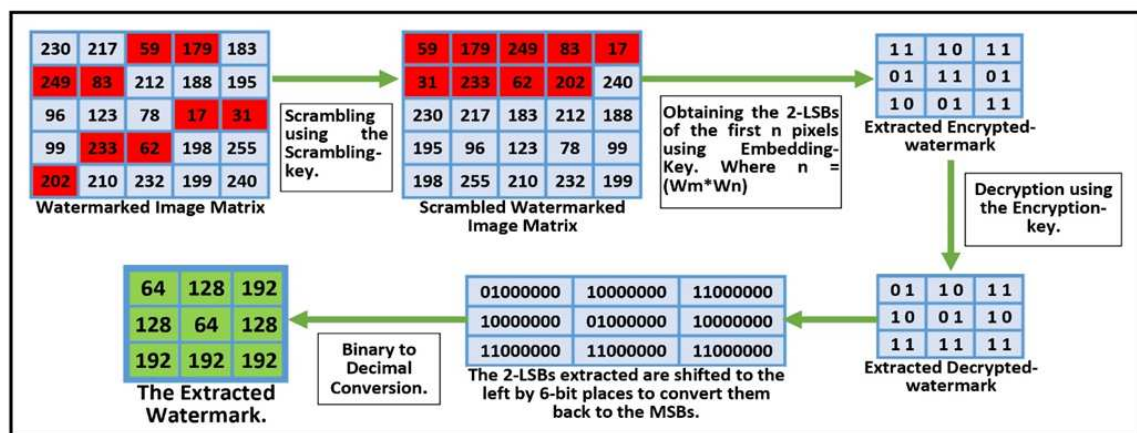 230 217 59 179 183
249 83 212 188 195
96 123 78 17 31
99 233 62 198 255
202 210 232 199 240
Watermarked Image Matrix
Scrambling
using the
Scrambling-
key.
59 179 249 83 17
31 233 62 202 240
230 217 183 212 188
195 96 123 78 99
198 255 210 232 199
Scrambled Watermarked
Image Matrix
Obtaining the 2-LSBs
of the first n pixels
using Embedding-
Key. Where n =
(Wm*Wn)
11 10 11
01 11 01
10 01 11
Extracted Encrypted-
watermark
Decryption using
the Encryption-
key.
01 10 11
10 01 10
11 11 11
Extracted Decrypted-
watermark
01000000 10000000 11000000
10000000 01000000 10000000
11000000 11000000 11000000
The 2-LSBs extracted are shifted to the
left by 6-bit places to convert them
back to the MSBs.
Binary to
Decimal
Conversion.
64 128 192
128 64 128
192 192 192
The Extracted
Watermark.